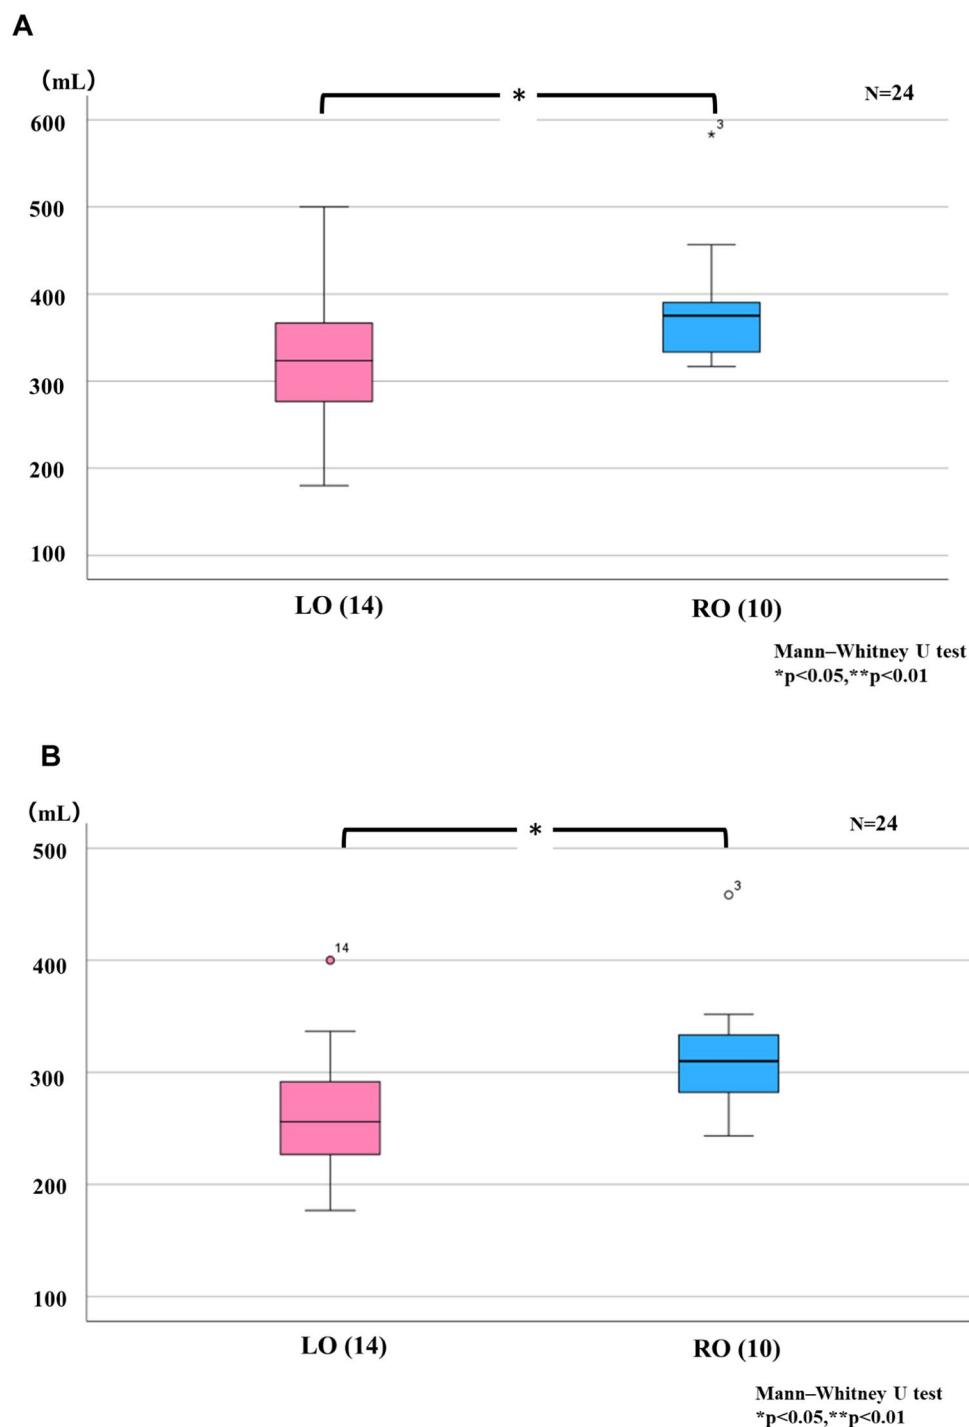 A
(mL)
* N=24
600
*3
500
400
300
200
100
LO (14) RO (10)
Mann–Whitney U test
*p<0.05,**p<0.01
B
(mL)
* N=24
500
3
14
400
300
200
100
LO (14) RO (10)
Mann–Whitney U test
*p<0.05,**p<0.01